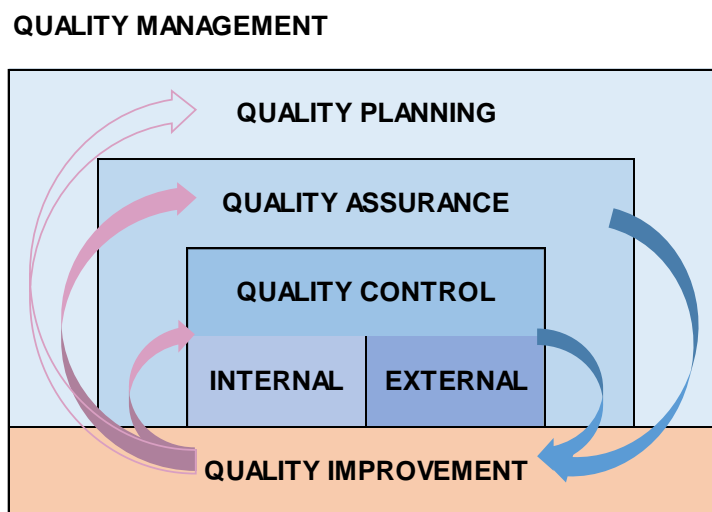 QUALITY MANAGEMENT
QUALITY PLANNING
QUALITY ASSURANCE
QUALITY CONTROL
INTERNAL
EXTERNAL
QUALITY IMPROVEMENT